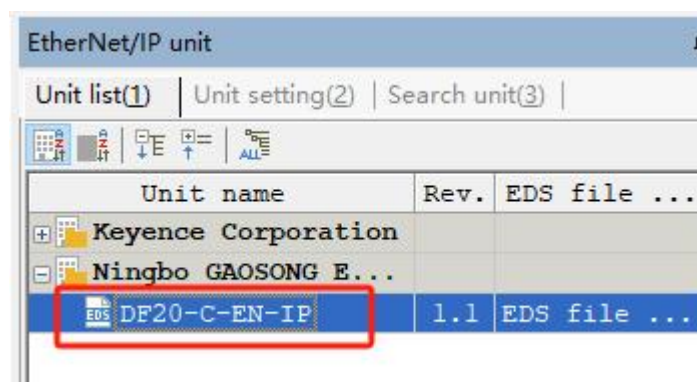 EtherNet/IP unit
Unit list(1) Unit setting(2) Search unit(3)
Unit name Rev. EDS file ...
Keyence Corporation
Ningbo GAOSONG E...
DF20-C-EN-IP 1.1 EDS file ...